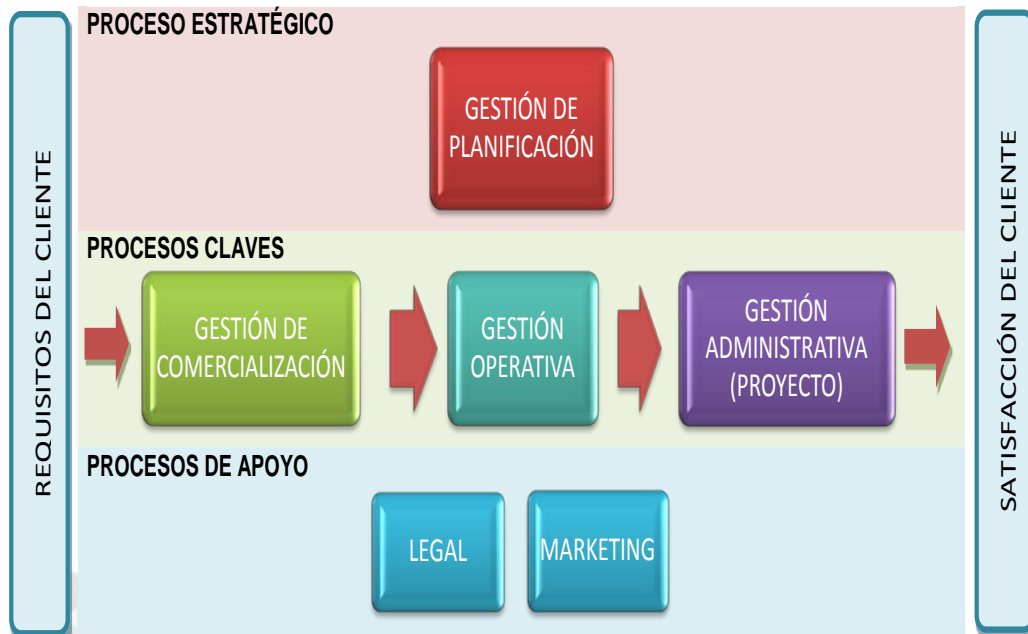 PROCESO ESTRATÉGICO
GESTIÓN DE
PLANIFICACIÓN
REQUISITOS DEL CLIENTE
PROCESOS CLAVES
GESTIÓN DE
COMERCIALIZACIÓN
GESTIÓN
OPERATIVA
GESTIÓN
ADMINISTRATIVA
(PROYECTO)
SATISFACCIÓN DEL CLIENTE
PROCESOS DE APOYO
LEGAL
MARKETING